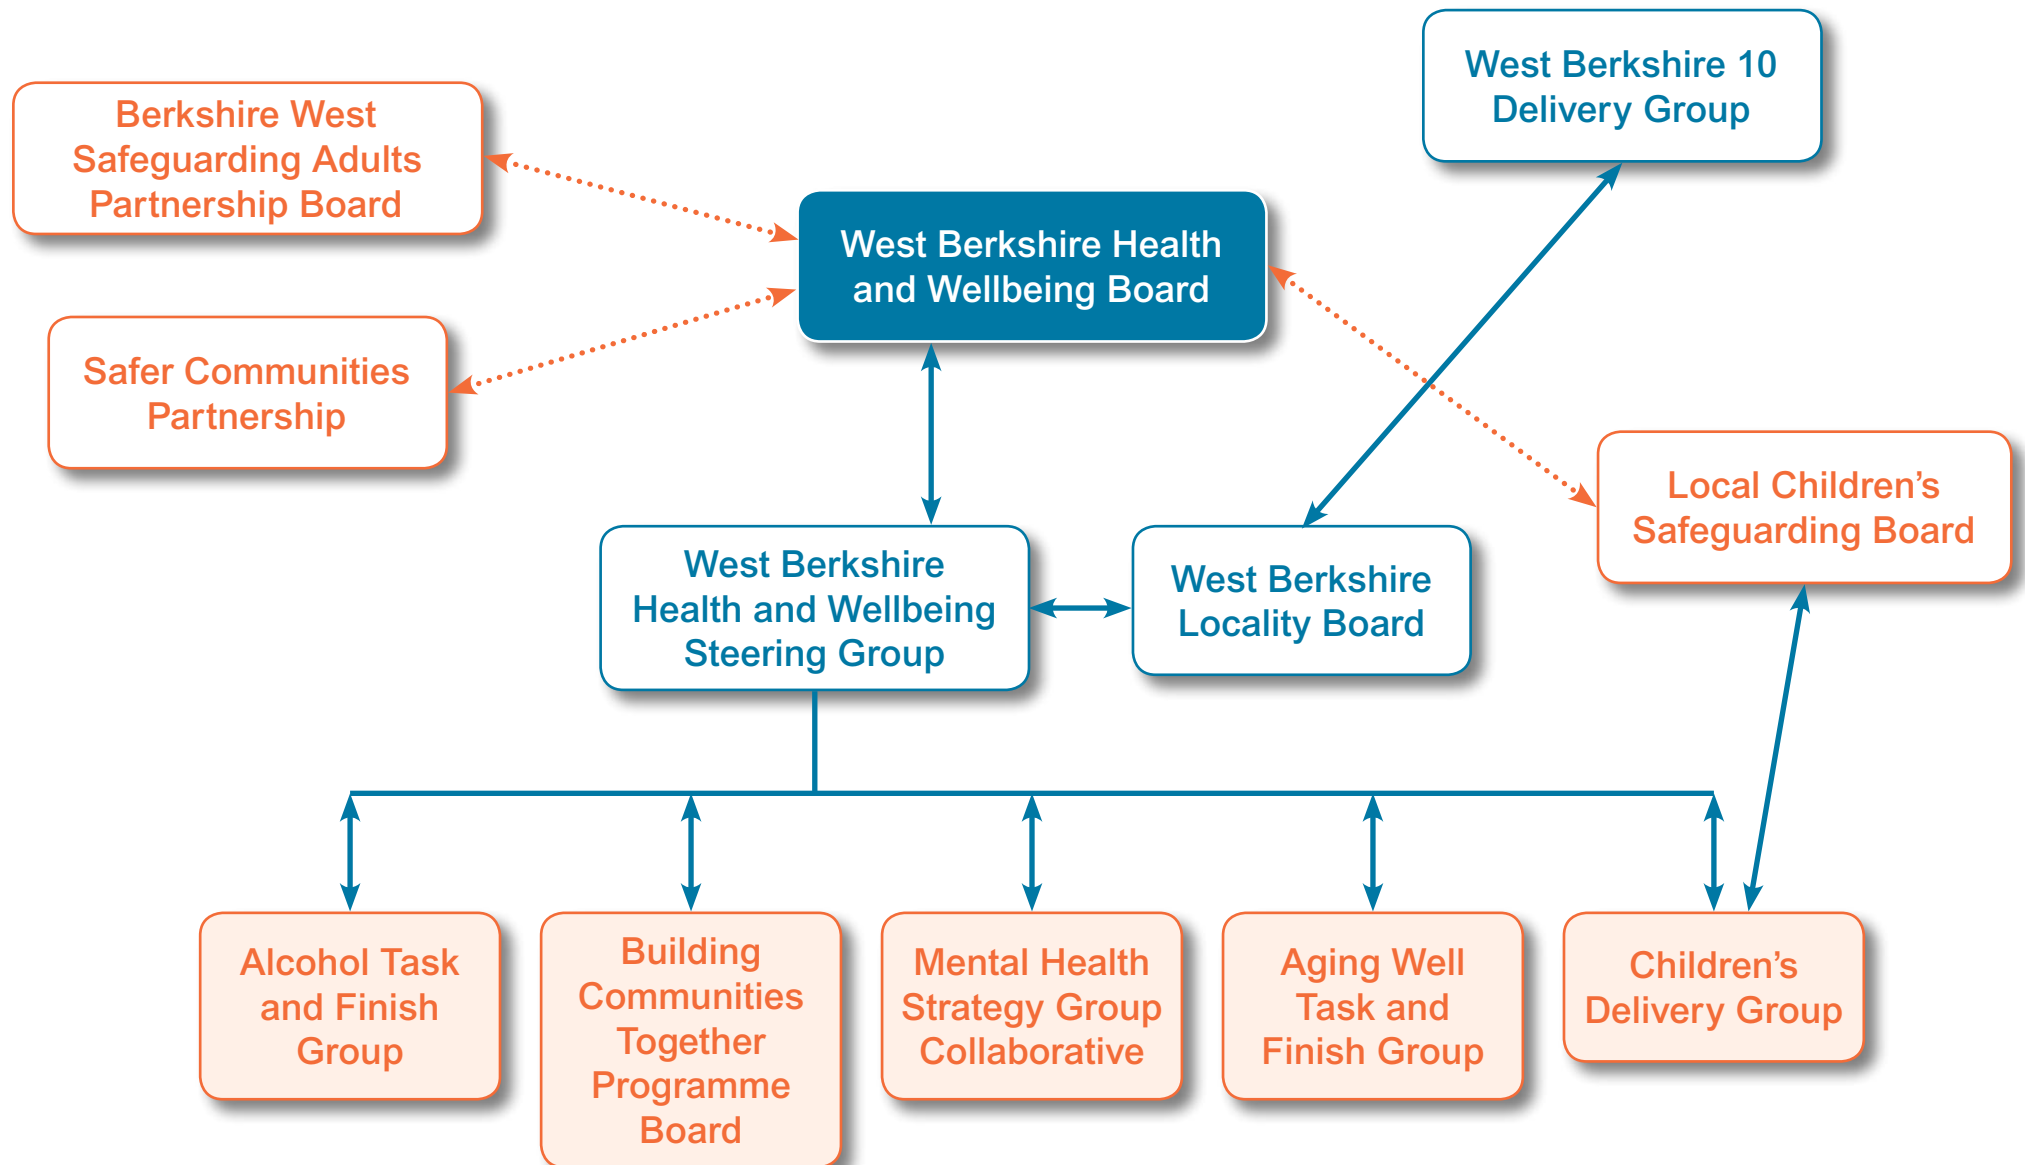 West Berkshire 10
Delivery Group
Berkshire West
Safeguarding Adults
Partnership Board
West Berkshire Health
and Wellbeing Board
Safer Communities
Partnership
Local Children’s
Safeguarding Board
West Berkshire
Health and Wellbeing
Steering Group
West Berkshire
Locality Board
Alcohol Task
and Finish
Group
Building
Communities
Together
Programme
Board
Mental Health
Strategy Group
Collaborative
Aging Well
Task and
Finish Group
Children’s
Delivery Group